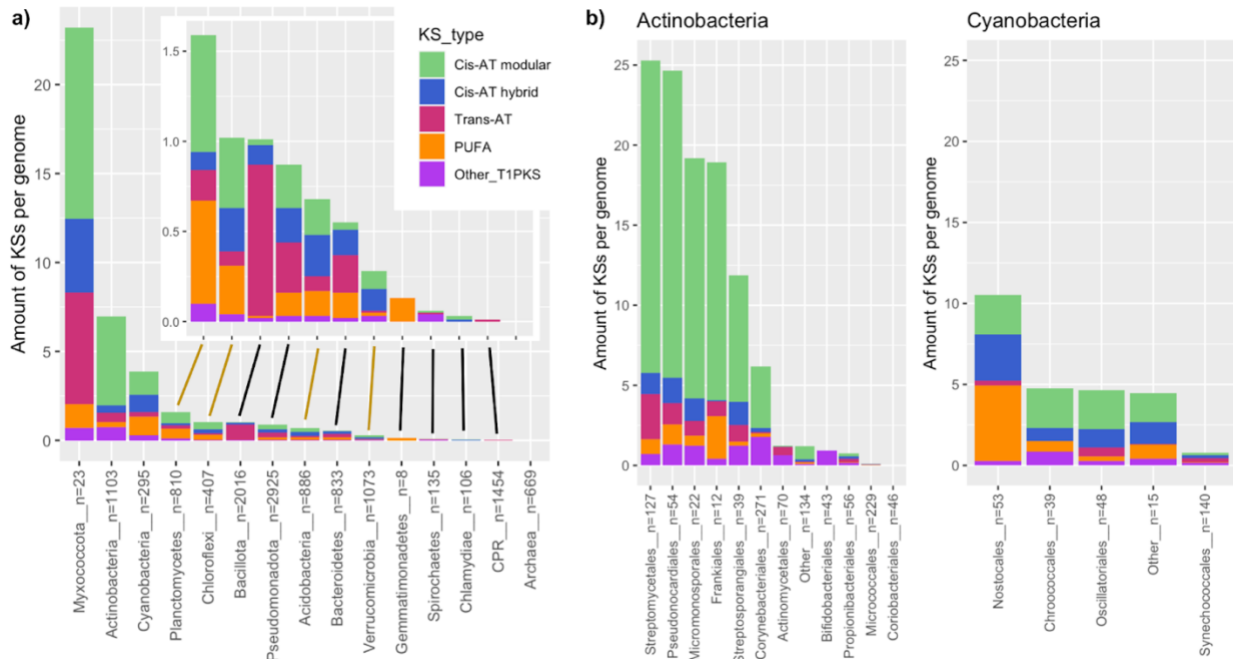 a)
Amount of KSs per genome
20
15
10
5
0
1.5
1.0
0.5
0.0
KS_type
Cis-AT modular
Cis-AT hybrid
Trans-AT
PUFA
Other_T1PKS
Myxococcota__n=23
Actinobacteria__n=1103
Cyanobacteria__n=295
Planctomyoetes__n=810
Chloroflexi__n=407
Bacillota__n=2016
Pseudomonadota__n=2925
Acidobacteria__n=886
Bacteroidetes__n=833
Verrucomicrobia__n=1073
Gemmatimonadetes__n=8
Spirochaetes__n=135
Chlamydiae__n=106
CPR__n=1454
Archaea__n=669
b)
Actinobacteria
Amount of KSs per genome
25
20
15
10
5
0
Streptomycetales__n=127
Pseudonocardiales__n=54
Micromonosporales__n=22
Frankiales__n=12
Streptosporangiales__n=39
Corynebacteriales__n=271
Actinomycetales__n=70
Other__n=134
Bifidobacteriales__n=43
Propionibacteriales__n=56
Micrococcales__n=229
Coriobacteriales__n=46
Cyanobacteria
Amount of KSs per genome
25
20
15
10
5
0
Nostocales__n=53
Chroococcales__n=39
Oscillatoriales__n=48
Other__n=15
Synechococcales__n=140